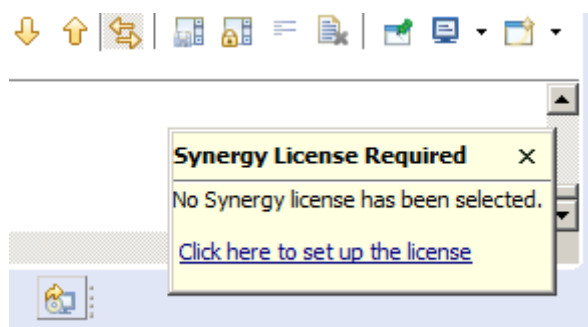 Synergy License Required
No Synergy license has been selected.
Click here to set up the license